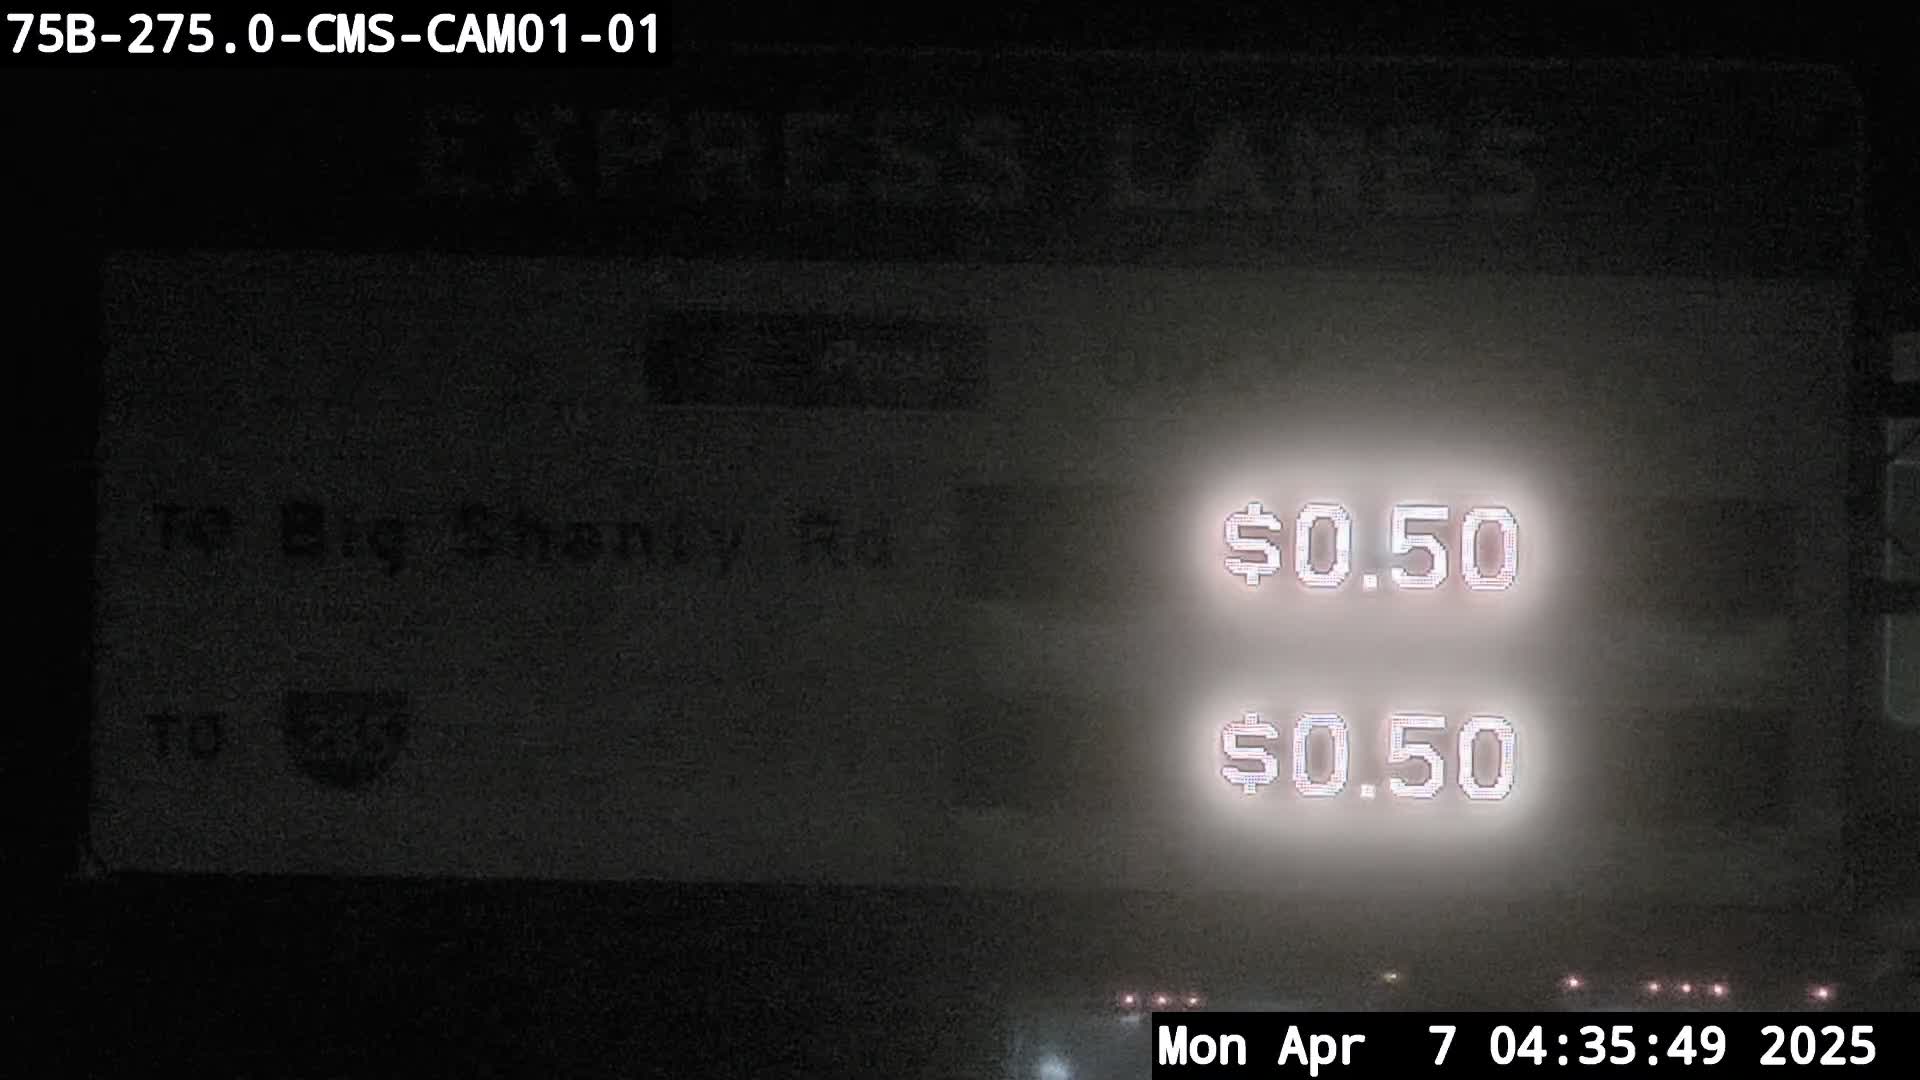 75B-275.0-CMS-CAM01-01
EXPRESS LANES
TO Big Shanty Rd $0.50
TO $0.50
Mon Apr 7 04:35:49 2025